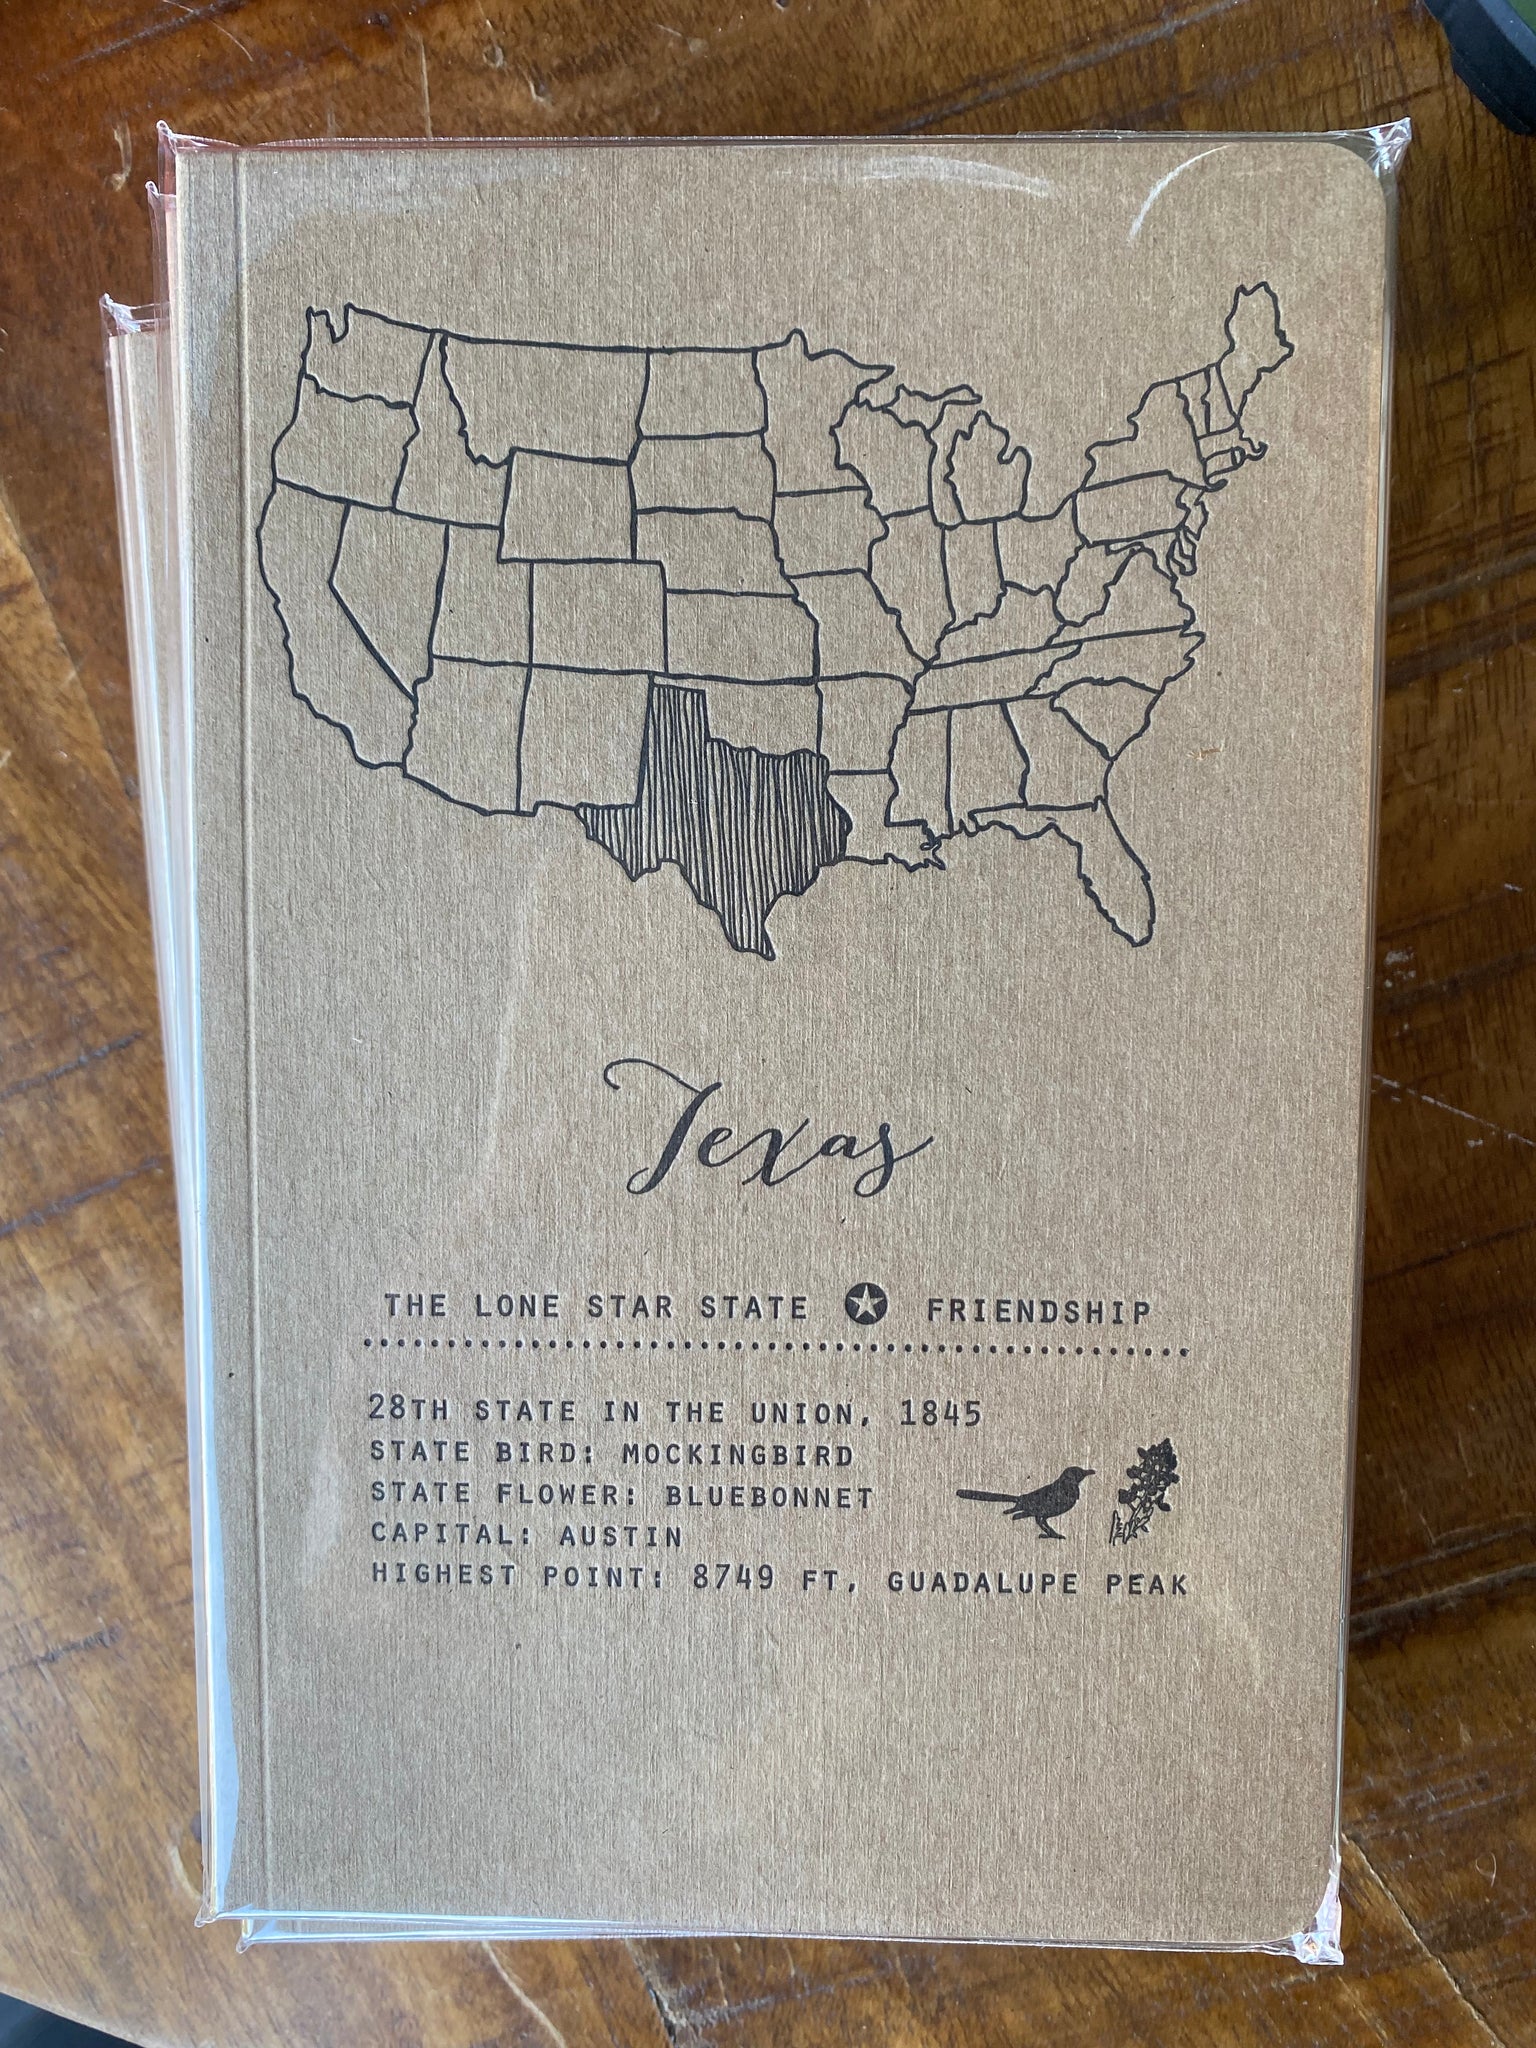 Texas
THE LONE STAR STATE FRIENDSHIP
28TH STATE IN THE UNION, 1845
STATE BIRD: MOCKINGBIRD
STATE FLOWER: BLUEBONNET
CAPITAL: AUSTIN
HIGHEST POINT: 8749 FT, GUADALUPE PEAK